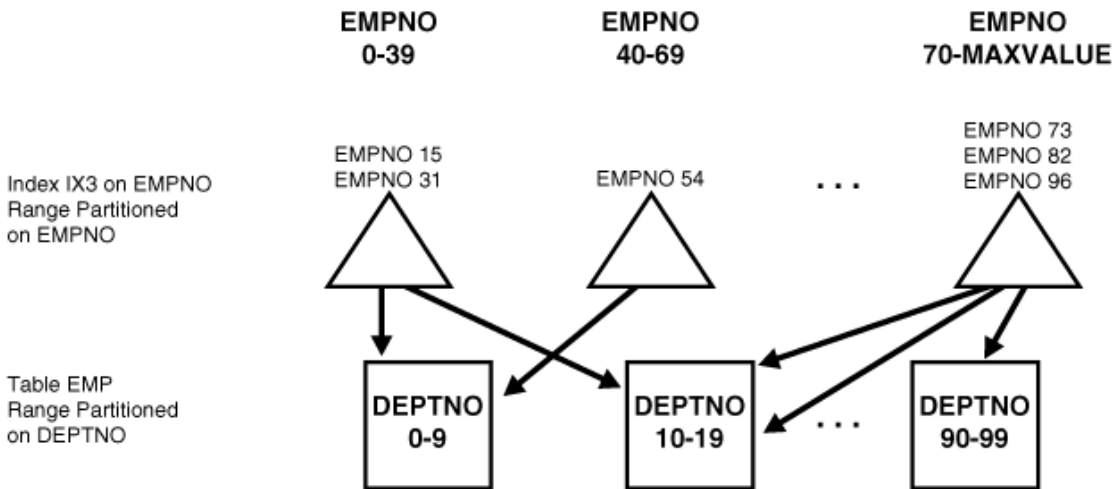 EMPNO
0-39
EMPNO
40-69
EMPNO
70-MAXVALUE
Index IX3 on EMPNO
Range Partitioned
on EMPNO
EMPNO 15
EMPNO 31
EMPNO 54
. . .
EMPNO 73
EMPNO 82
EMPNO 96
Table EMP
Range Partitioned
on DEPTNO
DEPTNO
0-9
DEPTNO
10-19
. . .
DEPTNO
90-99